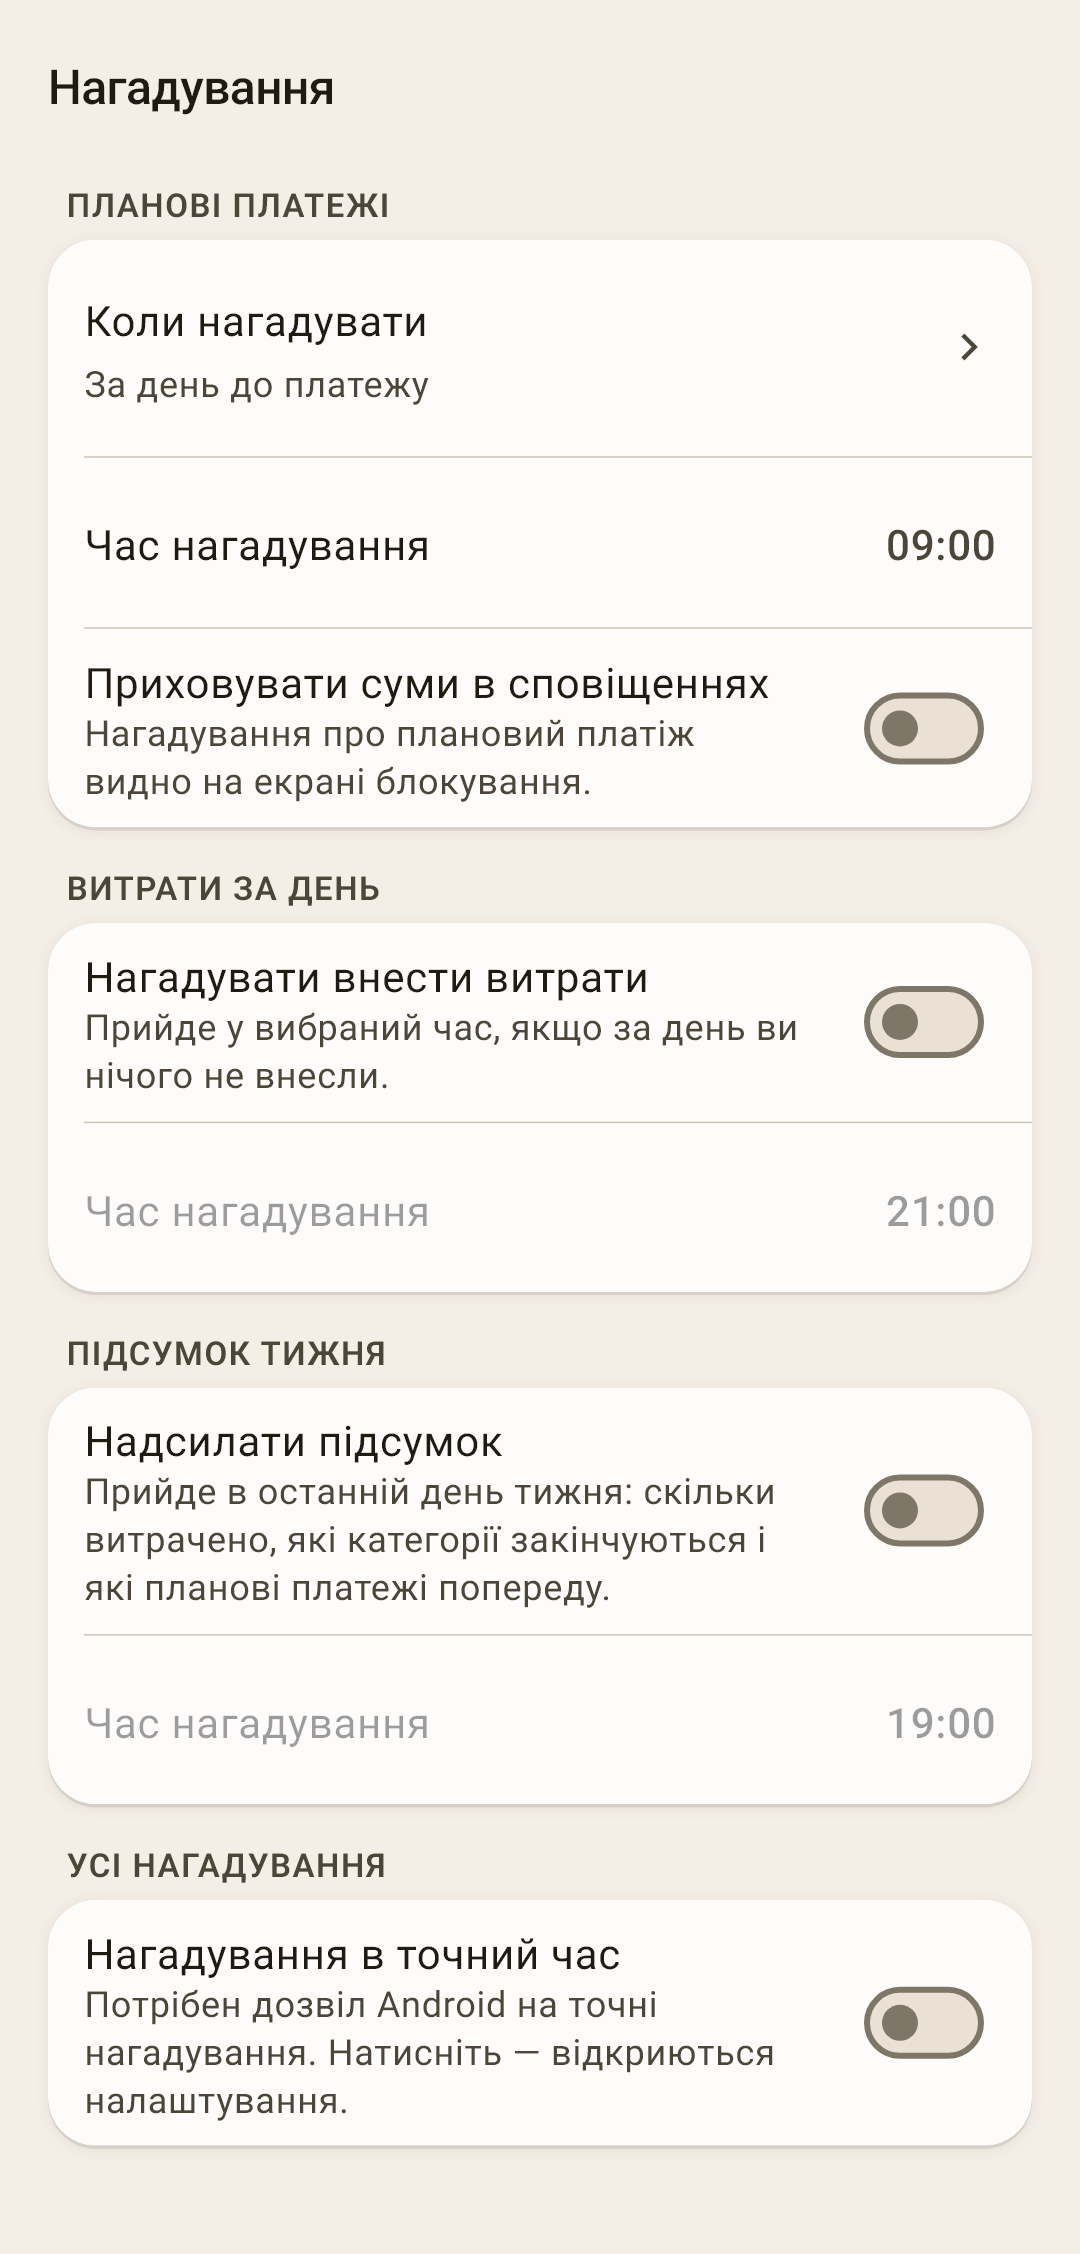 Нагадування
ПЛАНОВІ ПЛАТЕЖІ
Коли нагадувати
За день до платежу
Час нагадування 09:00
Приховувати суми в сповіщеннях
Нагадування про плановий платіж
видно на екрані блокування.
ВИТРАТИ ЗА ДЕНЬ
Нагадувати внести витрати
Прийде у вибраний час, якщо за день ви
нічого не внесли.
Час нагадування 21:00
ПІДСУМОК ТИЖНЯ
Надсилати підсумок
Прийде в останній день тижня: скільки
витрачено, які категорії закінчуються і
які планові платежі попереду.
Час нагадування 19:00
УСІ НАГАДУВАННЯ
Нагадування в точний час
Потрібен дозвіл Android на точні
нагадування. Натисніть — відкриються
налаштування.